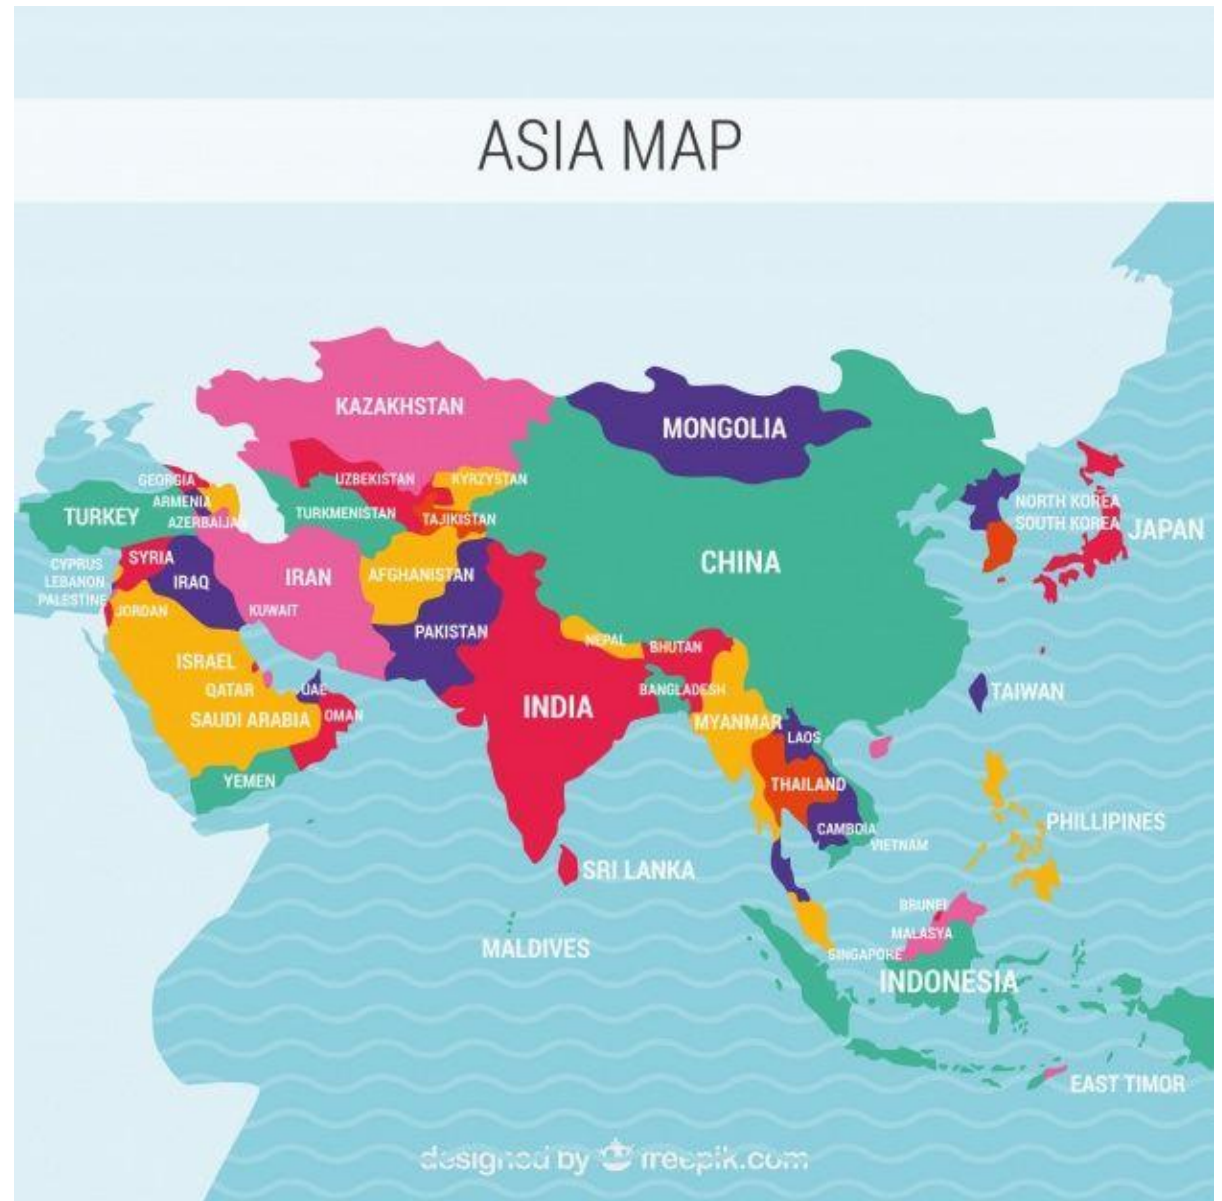 ASIA MAP
KAZAKHSTAN
MONGOLIA
GEORGIA
UZBEKISTAN
KYRZYSTAN
ARMENIA
TURKMENISTAN
TAJIKISTAN
AZERBAIJAN
TURKEY
NORTH KOREA
SOUTH KOREA
JAPAN
CYPRUS
SYRIA
LEBANON
IRAQ
IRAN
AFGHANISTAN
CHINA
PALESTINE
JORDAN
KUWAIT
PAKISTAN
NEPAL
BHUTAN
ISRAEL
QATAR
UAE
BANGLADESH
TAIWAN
SAUDI ARABIA
OMAN
INDIA
MYANMAR
LAOS
YEMEN
THAILAND
CAMBOIA
VIETNAM
PHILLIPINES
SRI LANKA
BRUNEI
MALASYA
MALDIVES
SINGAPORE
INDONESIA
EAST TIMOR
designed by freepik.com